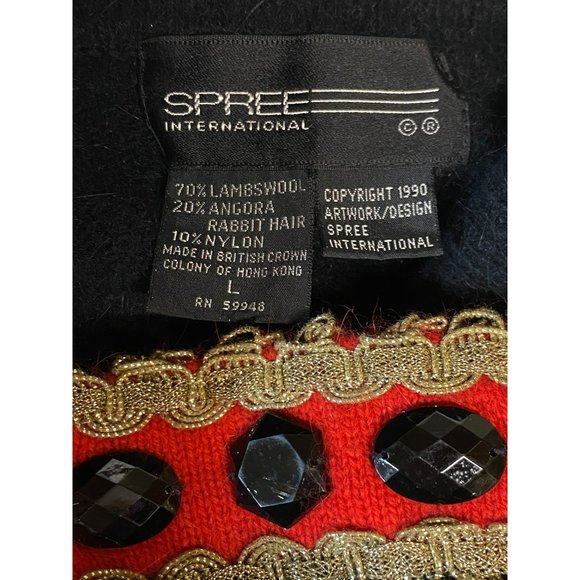 SPREE
INTERNATIONAL
© ®
70% LAMBSWOOL
20% ANGORA
RABBIT HAIR
10% NYLON
MADE IN BRITISH CROWN
COLONY OF HONG KONG
L
RN 59948
COPYRIGHT 1990
ARTWORK/DESIGN
SPREE
INTERNATIONAL